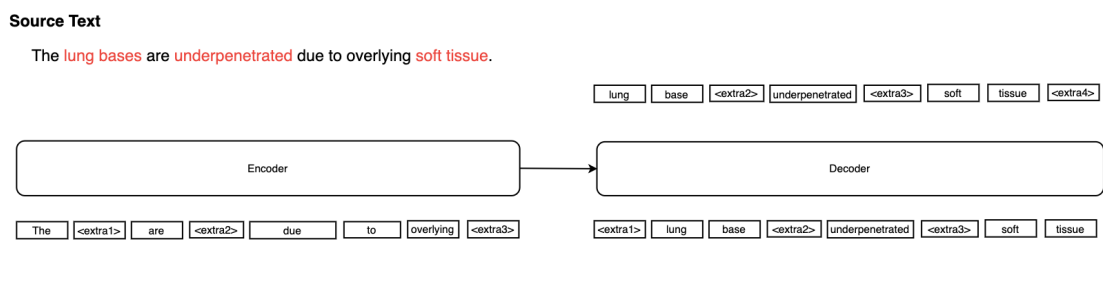 Source Text
The lung bases are underpenetrated due to overlying soft tissue.
lung base <extra2> underpenetrated <extra3> soft tissue <extra4>
Encoder Decoder
The <extra1> are <extra2> due to overlying <extra3> <extra1> lung base <extra2> underpenetrated <extra3> soft tissue